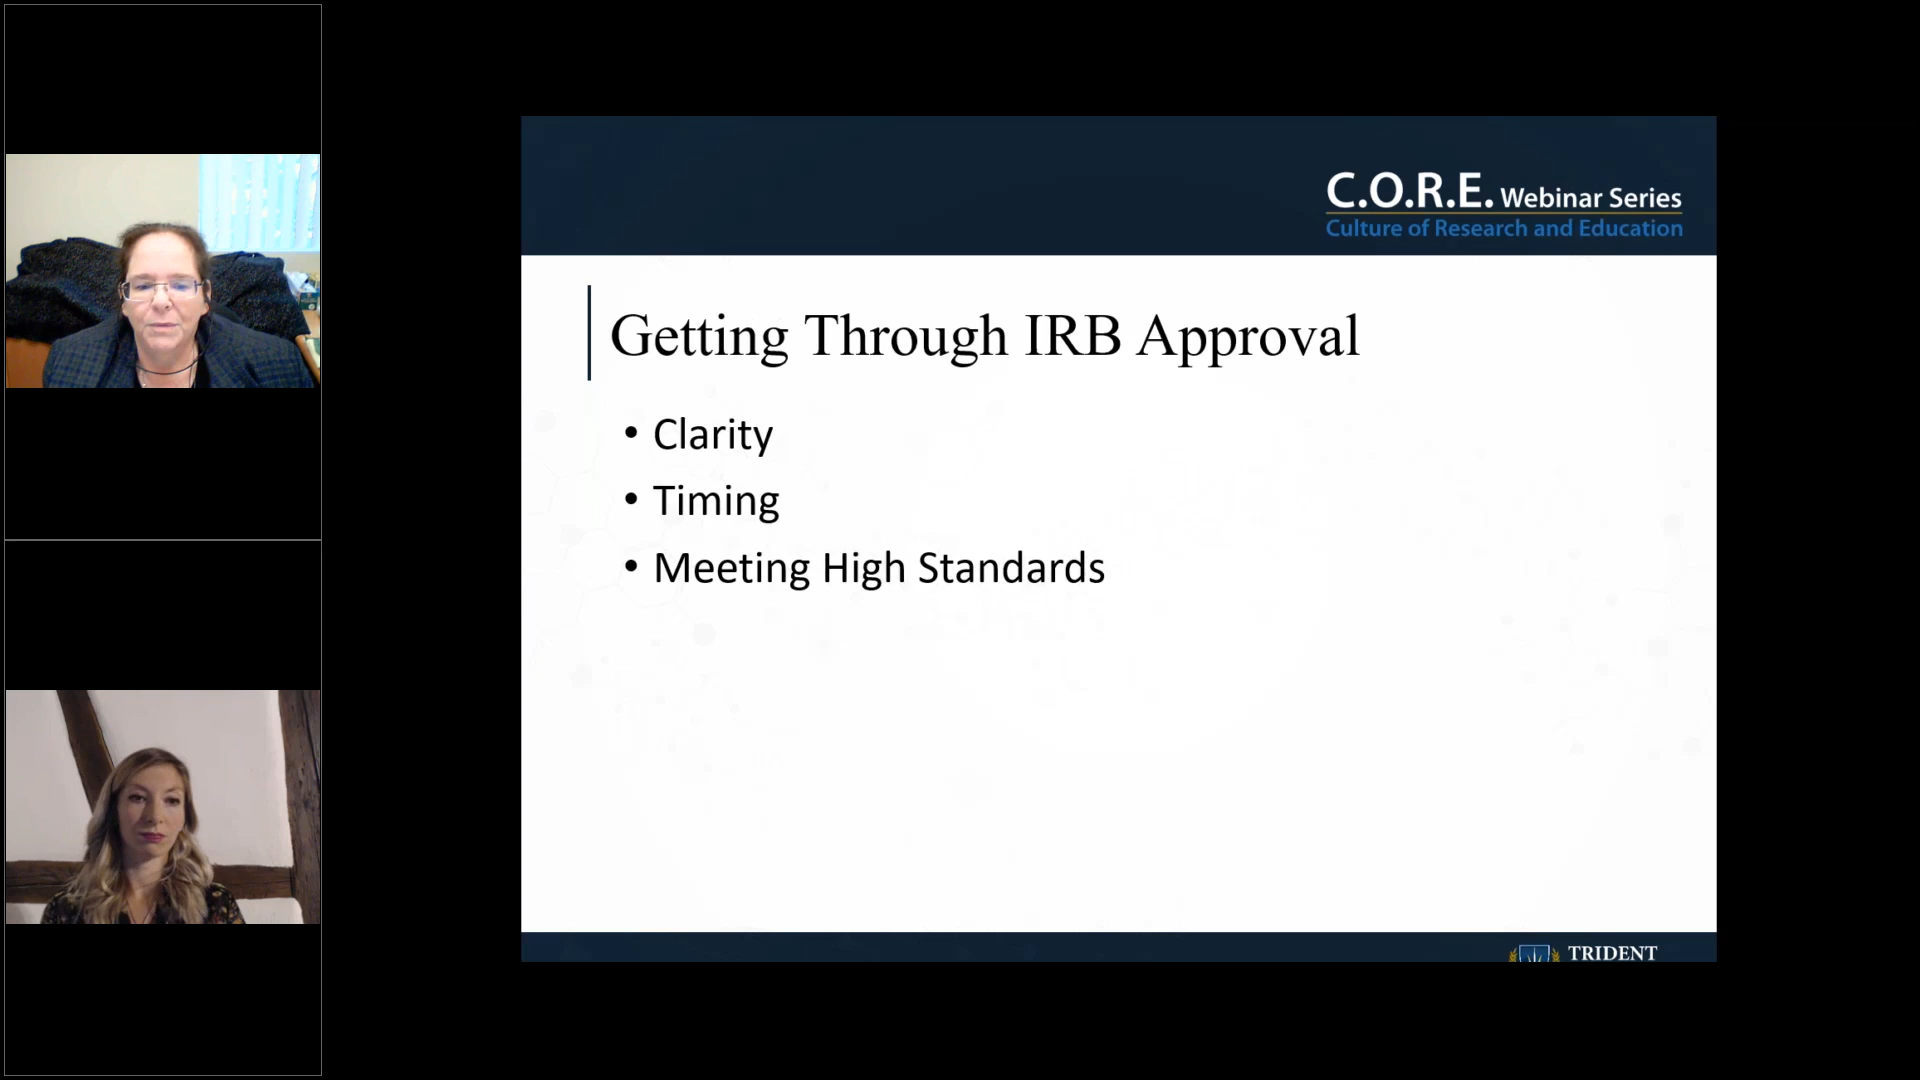 C.O.R.E. Webinar Series
Culture of Research and Education
Getting Through IRB Approval
• Clarity
• Timing
• Meeting High Standards
TRIDENT